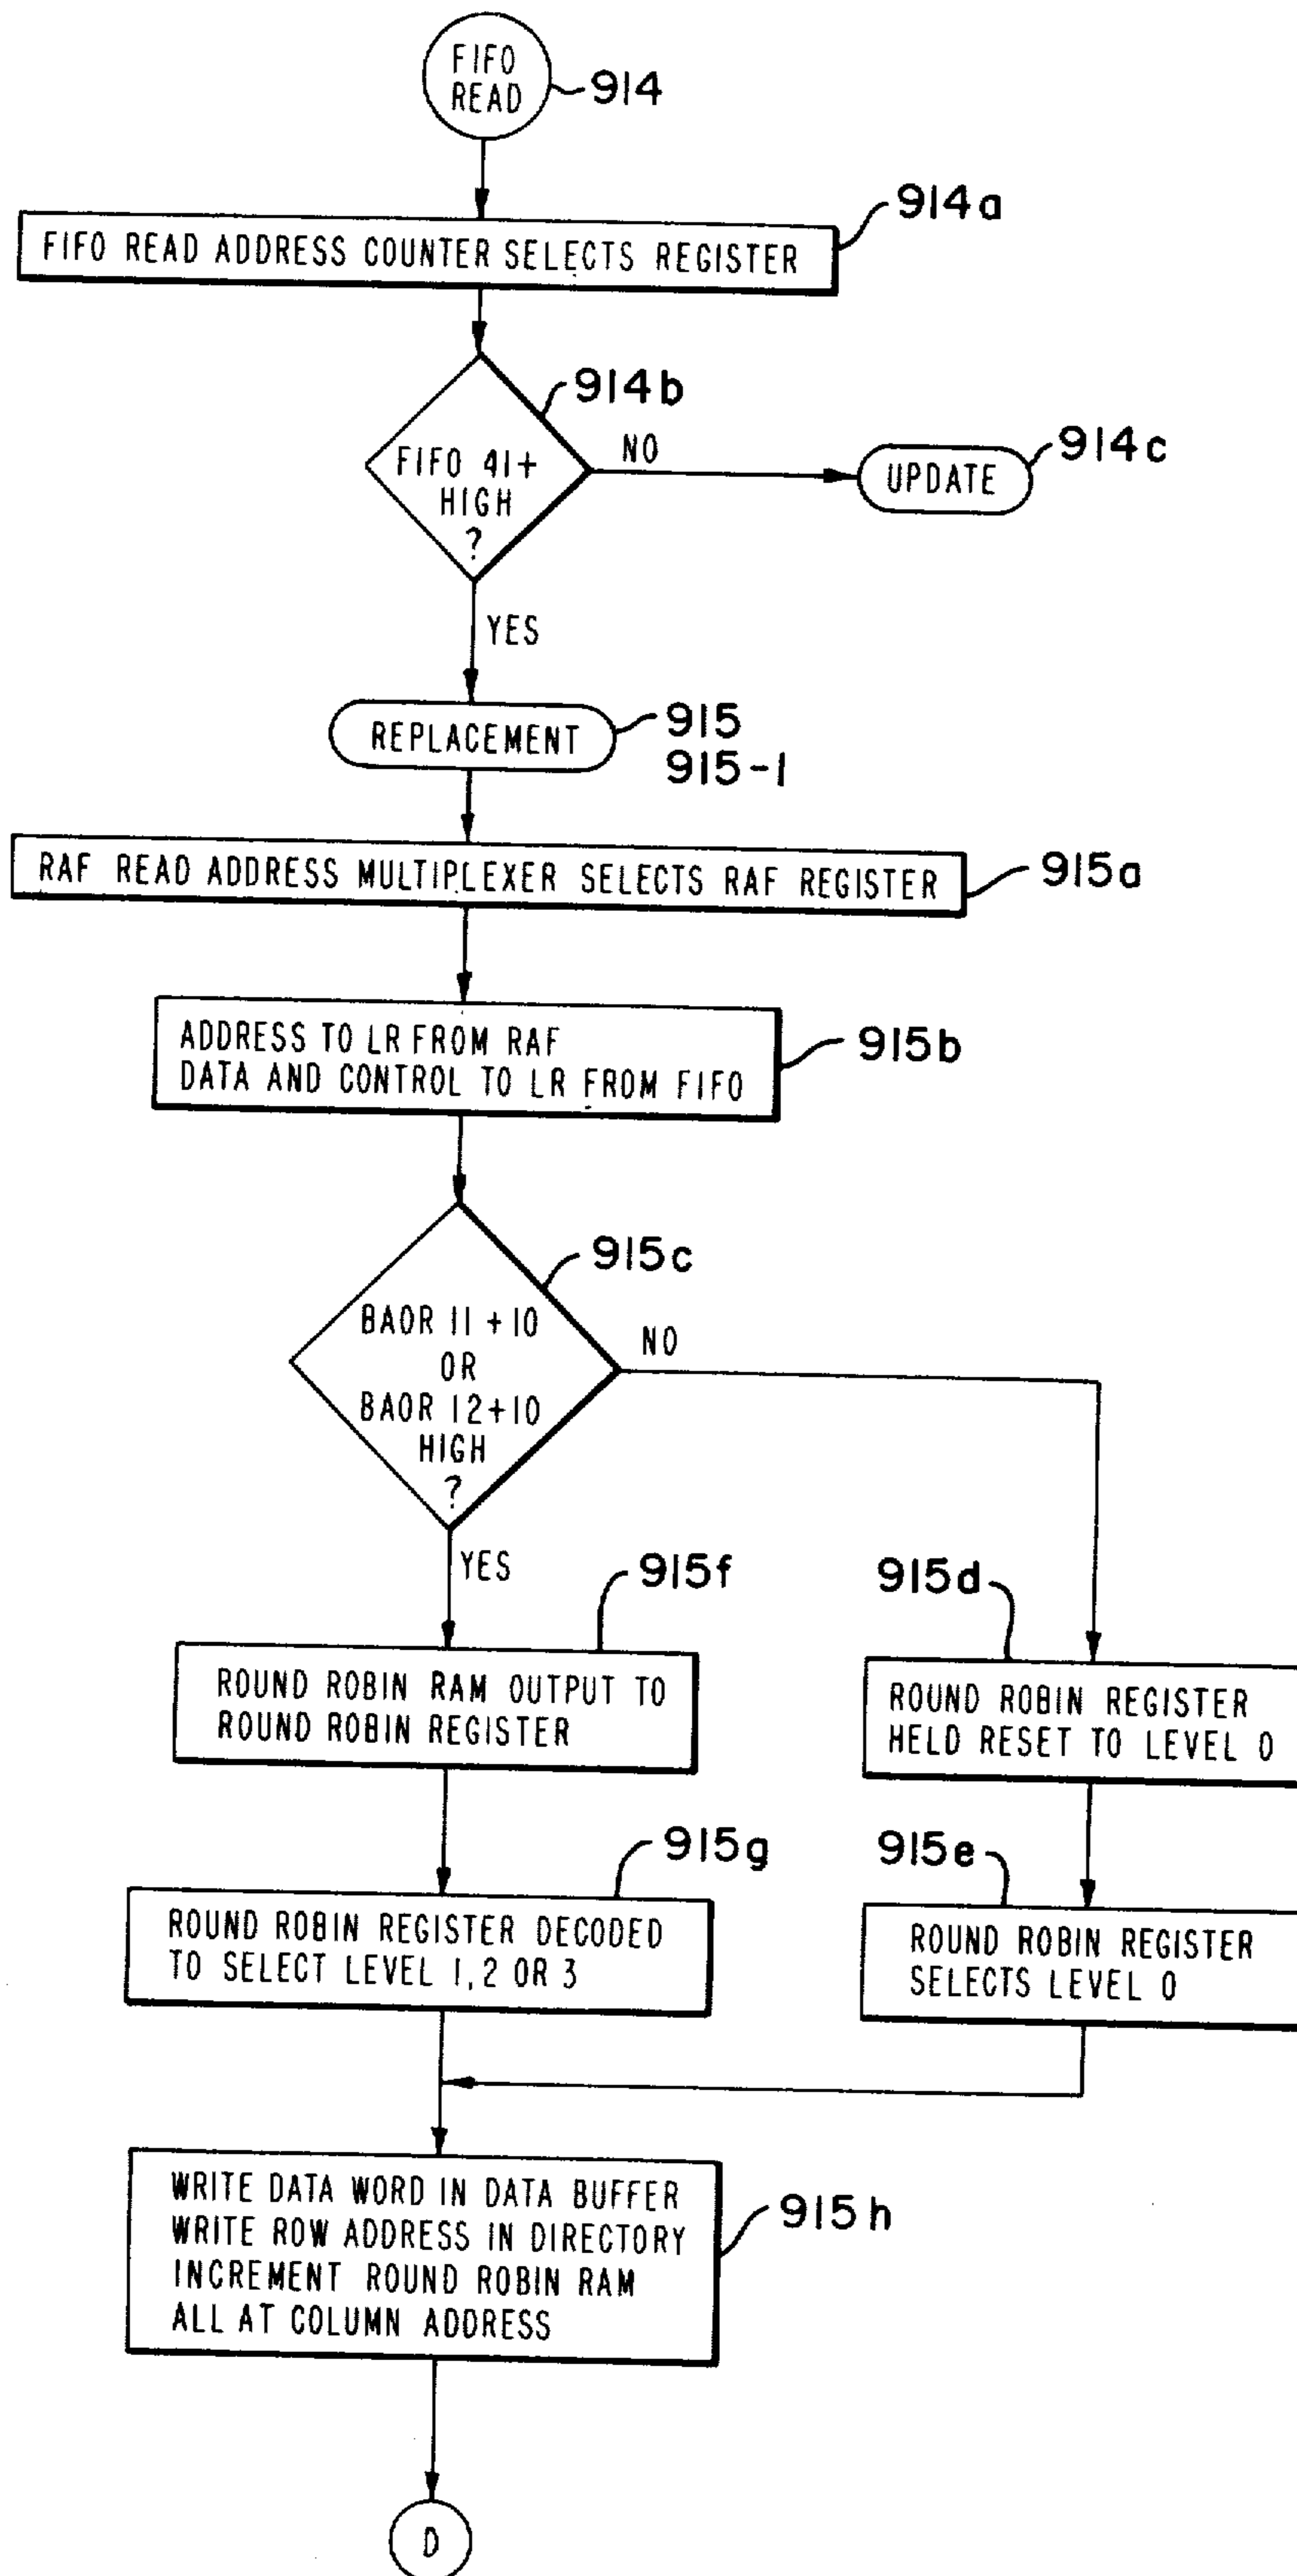 FIFO
READ
914
914a
FIFO READ ADDRESS COUNTER SELECTS REGISTER
914b
FIFO 41+
HIGH
?
NO
914c
UPDATE
YES
REPLACEMENT
915
915-1
RAF READ ADDRESS MULTIPLEXER SELECTS RAF REGISTER
915a
ADDRESS TO LR FROM RAF
DATA AND CONTROL TO LR FROM FIFO
915b
915c
BAOR 11+10
OR
BAOR 12+10
HIGH
?
NO
YES
915f
ROUND ROBIN RAM OUTPUT TO
ROUND ROBIN REGISTER
915d
ROUND ROBIN REGISTER
HELD RESET TO LEVEL 0
915g
ROUND ROBIN REGISTER DECODED
TO SELECT LEVEL 1, 2 OR 3
915e
ROUND ROBIN REGISTER
SELECTS LEVEL 0
WRITE DATA WORD IN DATA BUFFER
WRITE ROW ADDRESS IN DIRECTORY
INCREMENT ROUND ROBIN RAM
ALL AT COLUMN ADDRESS
915h
D